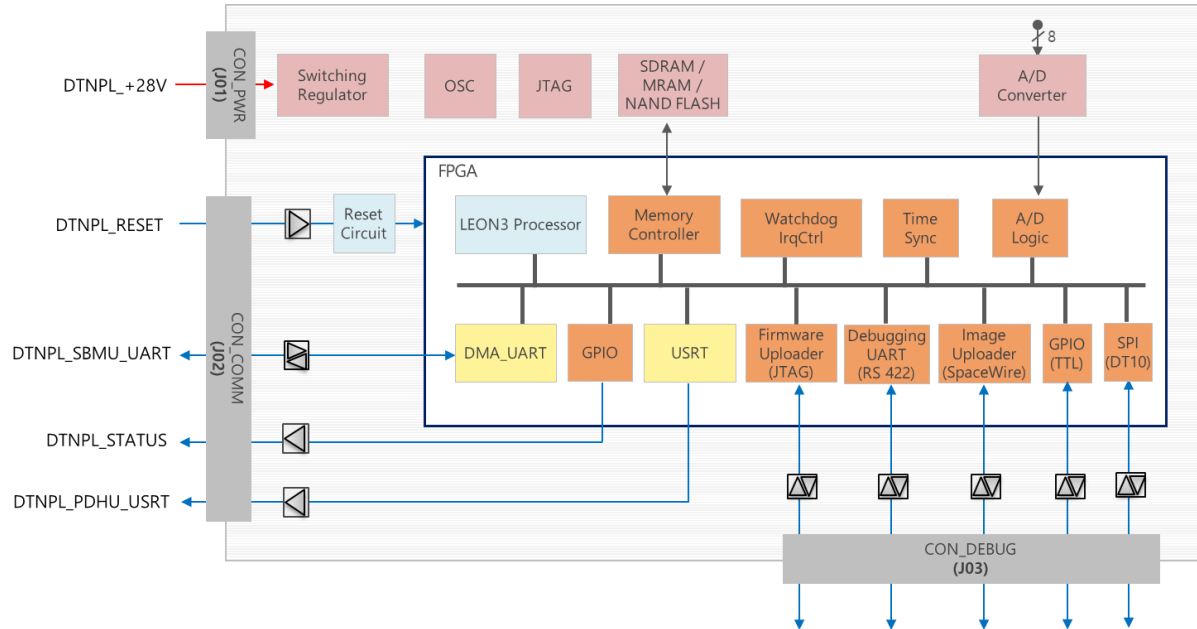 DTNPL_+28V
CON_PWR
(J01)
Switching
Regulator
OSC
JTAG
SDRAM /
MRAM /
NAND FLASH
8
A/D
Converter
FPGA
DTNPL_RESET
Reset
Circuit
LEON3 Processor
Memory
Controller
Watchdog
IrqCtrl
Time
Sync
A/D
Logic
CON_COMM
(J02)
DTNPL_SBMU_UART
DMA_UART
GPIO
USRT
Firmware
Uploader
(JTAG)
Debugging
UART
(RS 422)
Image
Uploader
(SpaceWire)
GPIO
(TTL)
SPI
(DT10)
DTNPL_STATUS
DTNPL_PDHU_USRT
CON_DEBUG
(J03)